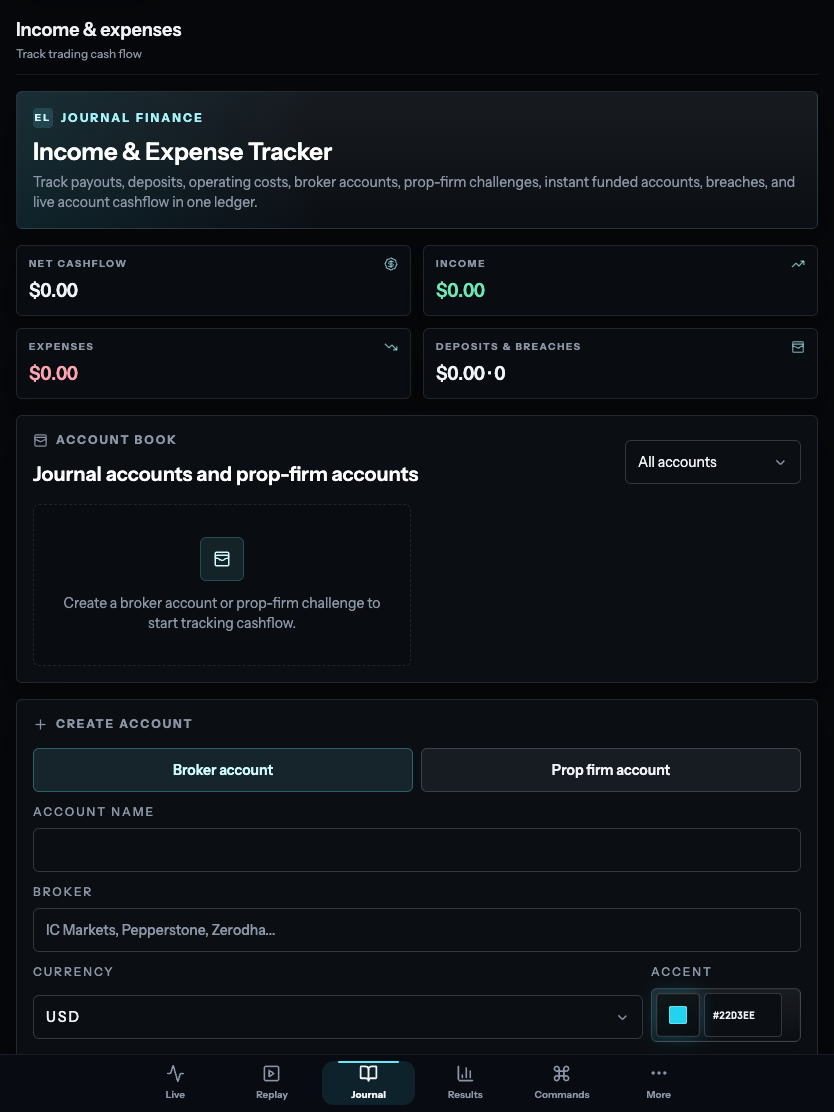 Income & expenses
Track trading cash flow
EL JOURNAL FINANCE
Income & Expense Tracker
Track payouts, deposits, operating costs, broker accounts, prop-firm challenges, instant funded accounts, breaches, and
live account cashflow in one ledger.
NET CASHFLOW
$0.00
INCOME
$0.00
EXPENSES
$0.00
DEPOSITS & BREACHES
$0.00 · 0
ACCOUNT BOOK
Journal accounts and prop-firm accounts
All accounts
Create a broker account or prop-firm challenge to
start tracking cashflow.
CREATE ACCOUNT
Broker account
Prop firm account
ACCOUNT NAME
BROKER
IC Markets, Pepperstone, Zerodha...
CURRENCY
ACCENT
USD
#22D3EE
Live
Replay
Journal
Results
Commands
More